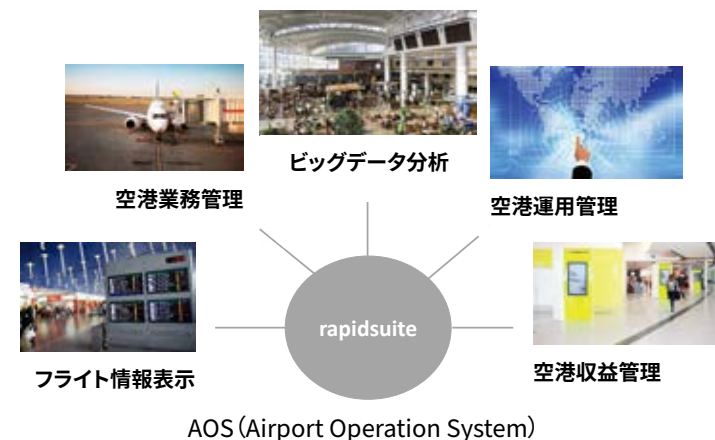 ビッグデータ分析
空港業務管理
空港運用管理
rapidsuite
フライト情報表示
空港収益管理
AOS（Airport Operation System）